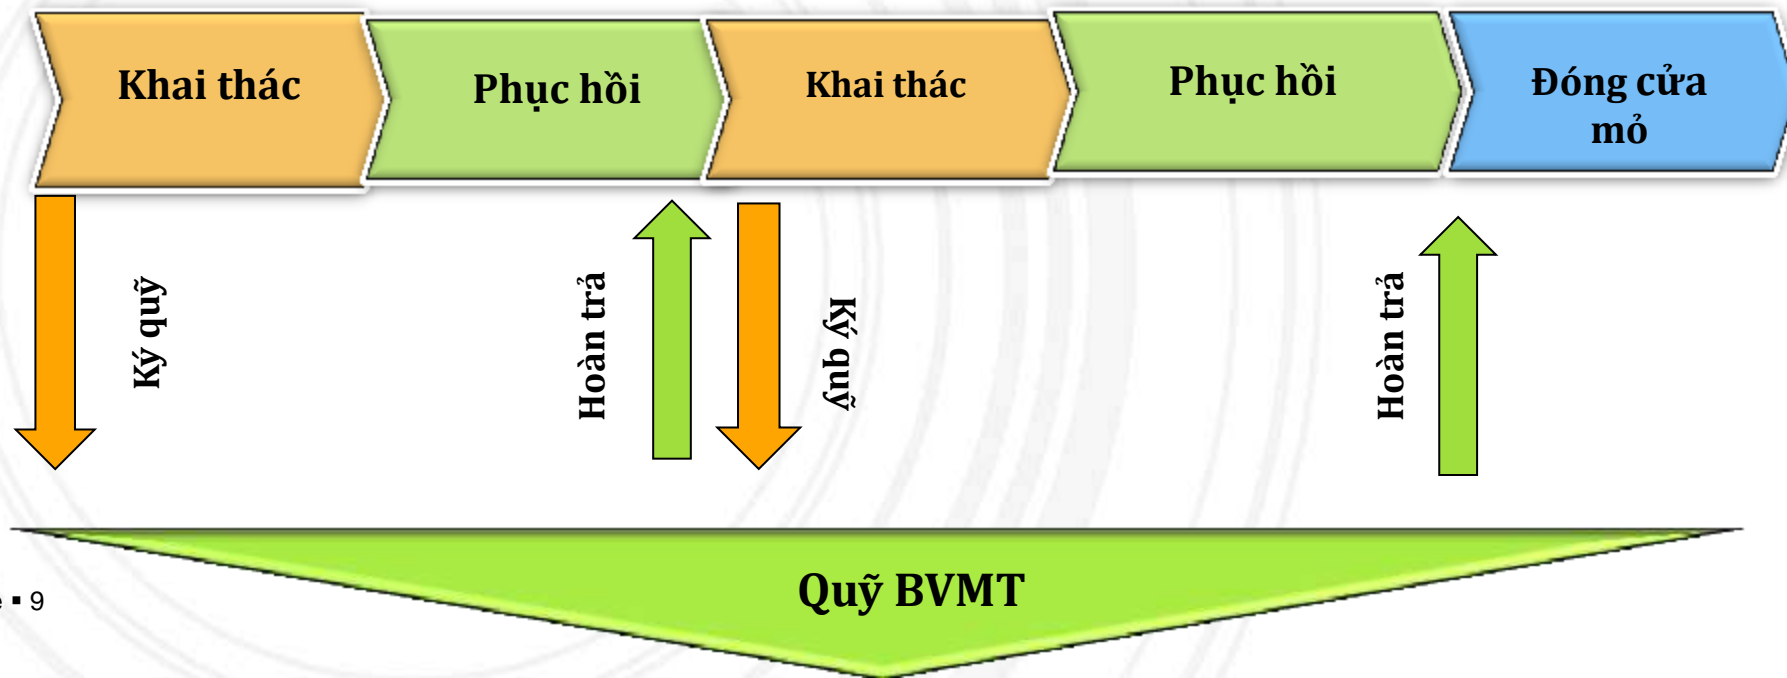 Khai thác
Phục hồi
Khai thác
Phục hồi
Đóng cửa
mỏ
Ký quỹ
Hoàn trả
Ký quỹ
Hoàn trả
Quỹ BVMT
▪ 9